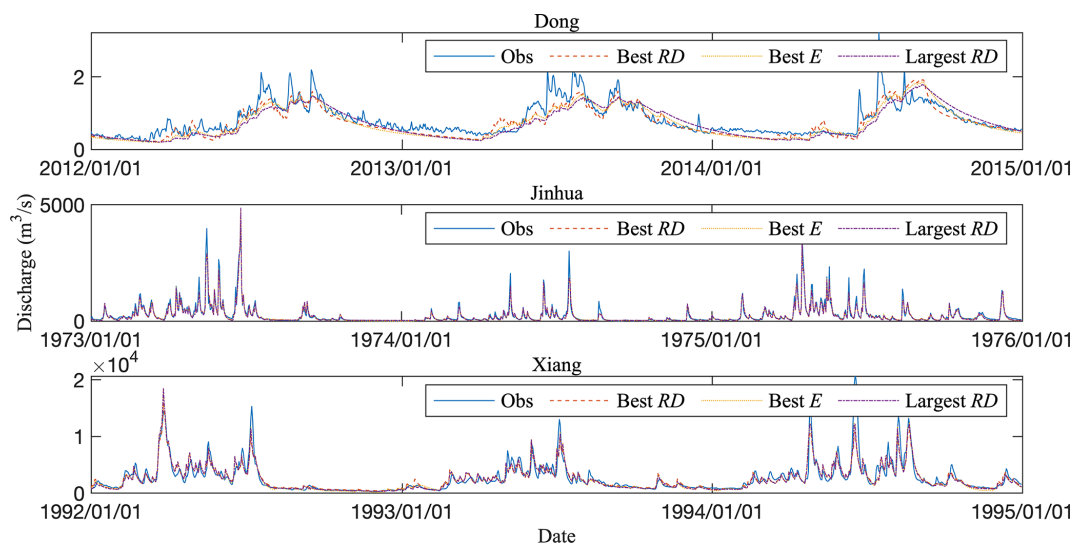 Dong
Obs Best RD Best E Largest RD
2
0
2012/01/01 2013/01/01 2014/01/01 2015/01/01
Jinhua
5000
Obs Best RD Best E Largest RD
0
1973/01/01 1974/01/01 1975/01/01 1976/01/01
Discharge (m³/s)
×10⁴
Xiang
2
Obs Best RD Best E Largest RD
1
0
1992/01/01 1993/01/01 1994/01/01 1995/01/01
Date